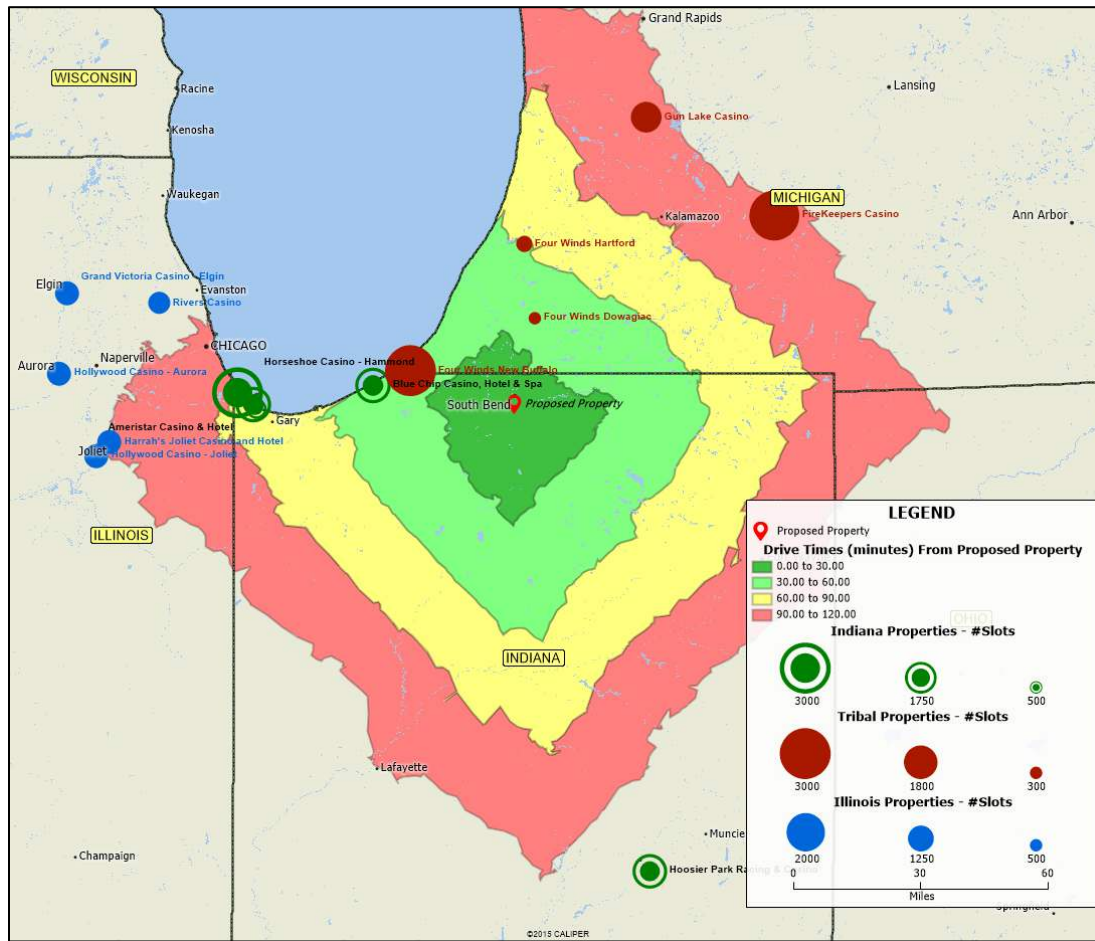 Grand Rapids
WISCONSIN
Racine
Lansing
Gun Lake Casino
Kenosha
Waukegan
MICHIGAN
FireKeepers Casino
Kalamazoo
Ann Arbor
Four Winds Hartford
Grand Victoria Casino - Elgin
Elgin
Evanston
Rivers Casino
Four Winds Dowagiac
CHICAGO
Naperville
Aurora
Hollywood Casino - Aurora
Horseshoe Casino - Hammond
Four Winds New Buffalo
Blue Chip Casino, Hotel & Spa
South Bend
Proposed Property
Gary
Ameristar Casino & Hotel
Harrah's Joliet Casino and Hotel
Joliet
Hollywood Casino - Joliet
ILLINOIS
INDIANA
Lafayette
Champaign
Muncie
Hoosier Park Racing &
LEGEND
Proposed Property
Drive Times (minutes) From Proposed Property
0.00 to 30.00
30.00 to 60.00
60.00 to 90.00
90.00 to 120.00
OHIO
Indiana Properties - #Slots
3000 1750 500
Tribal Properties - #Slots
3000 1800 300
Illinois Properties - #Slots
2000 1250 500
0 30 60
Miles
Springfield
©2015 CALIPER